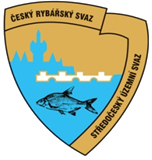 ČESKÝ RYBÁŘSKÝ SVAZ
STŘEDOČESKÝ ÚZEMNÍ SVAZ